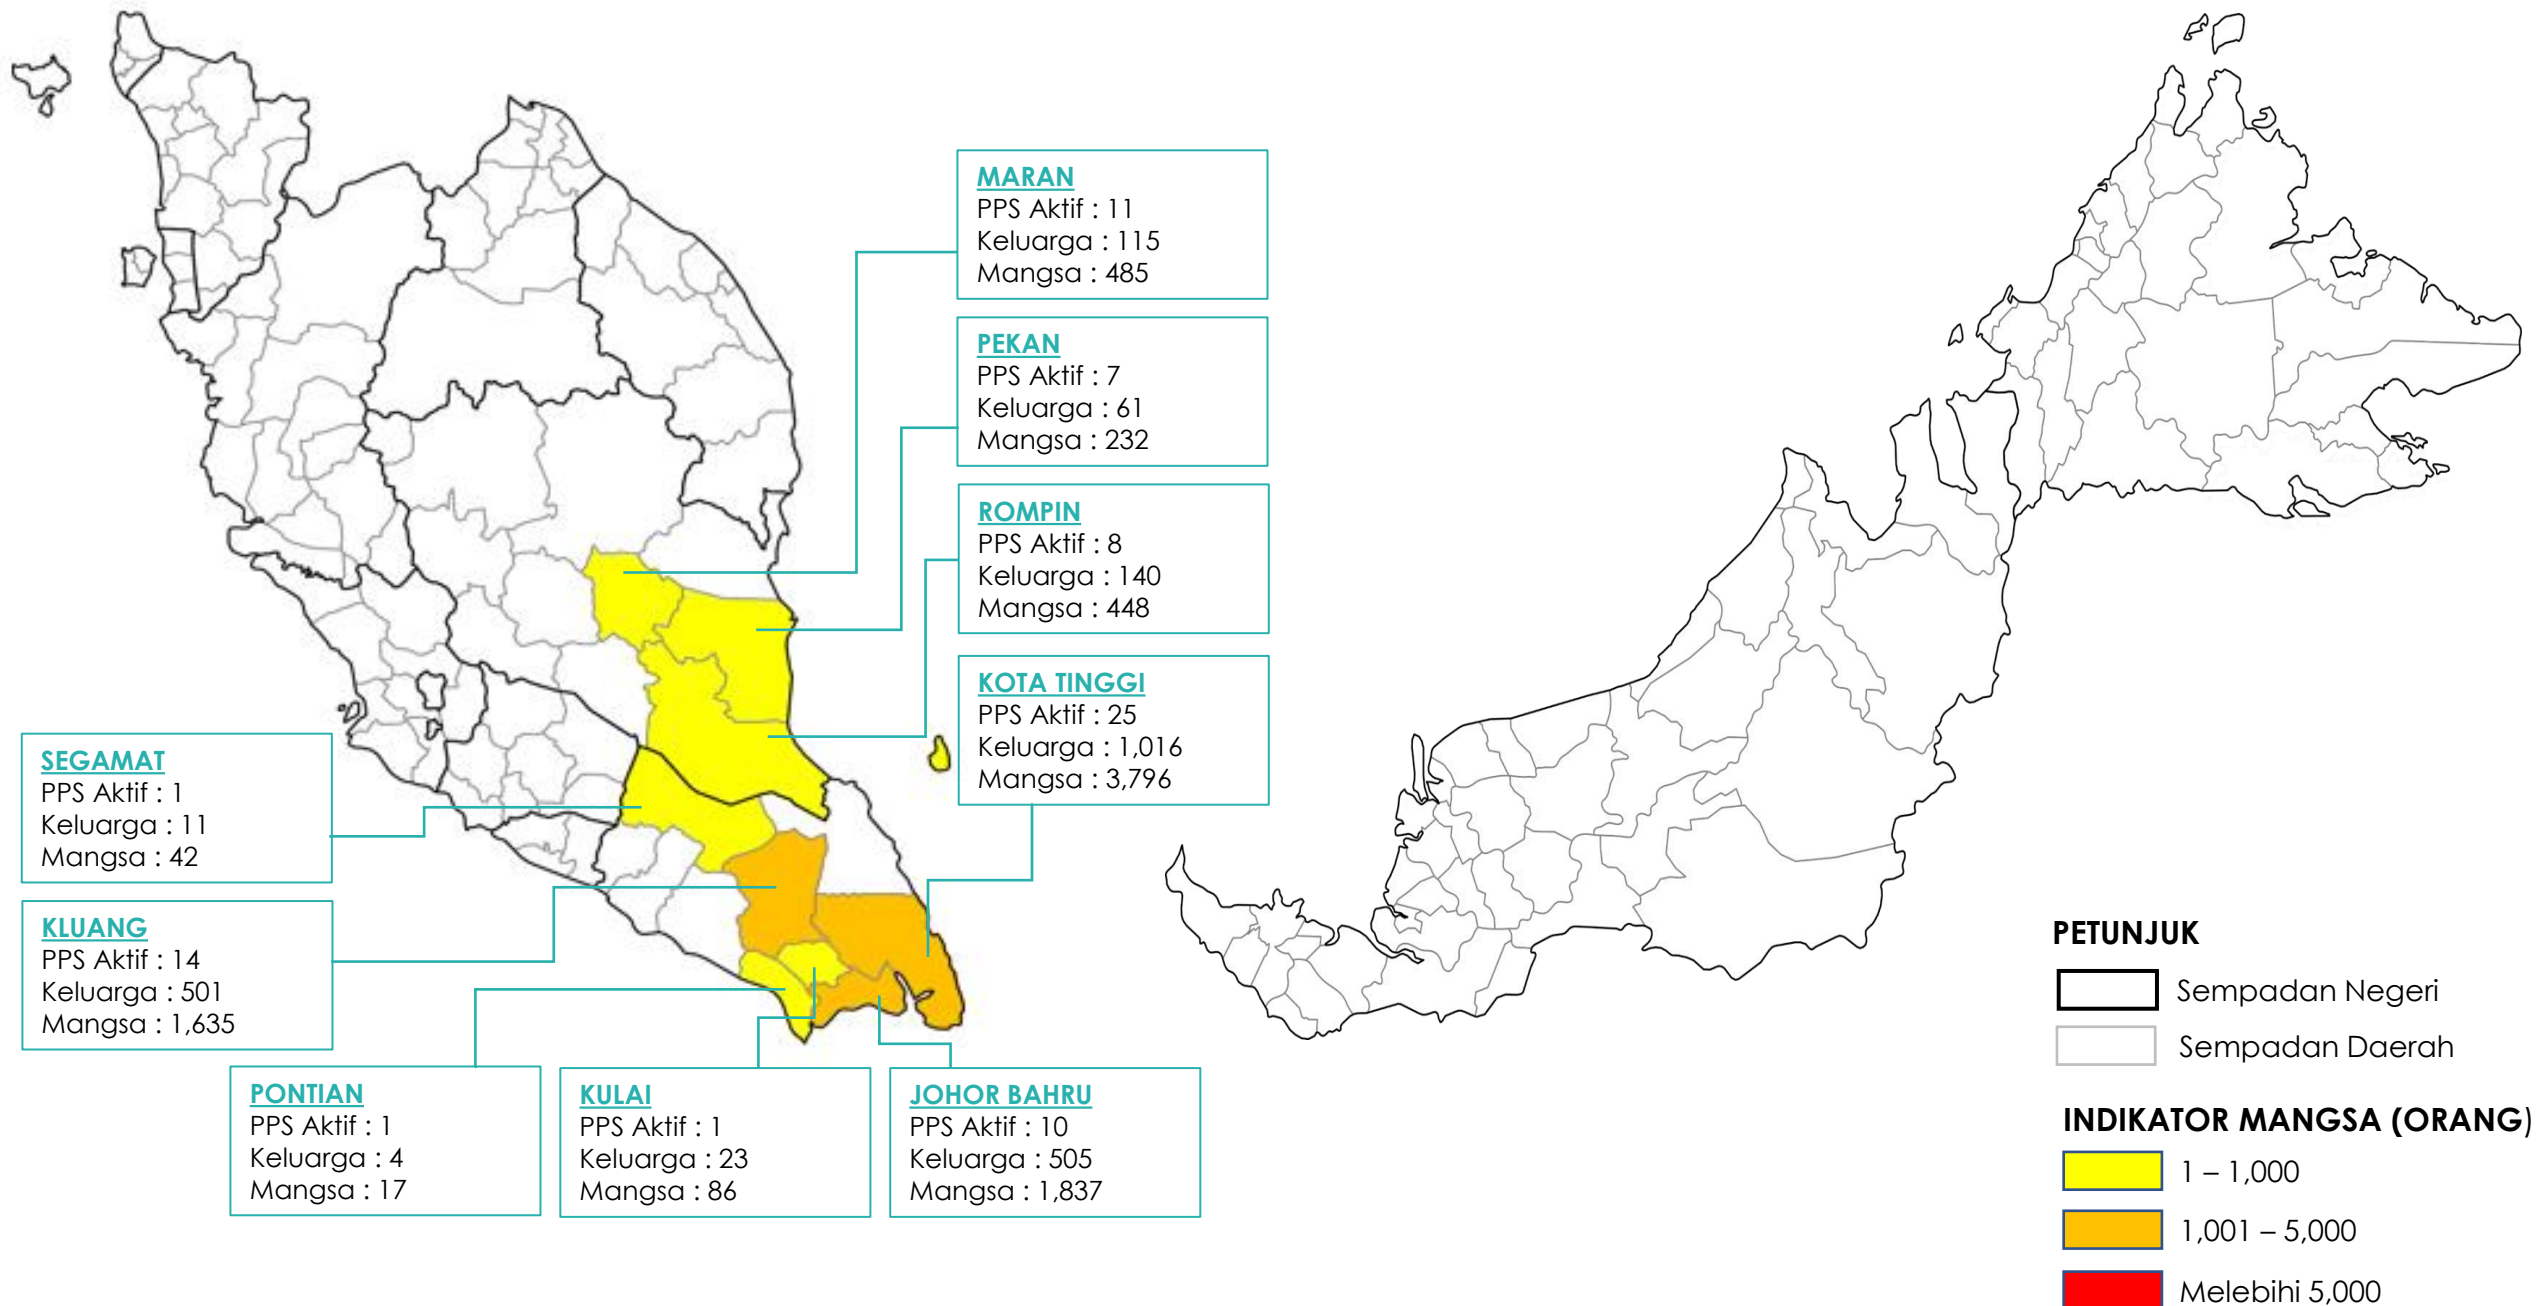 MARAN
PPS Aktif : 11
Keluarga : 115
Mangsa : 485
PEKAN
PPS Aktif : 7
Keluarga : 61
Mangsa : 232
ROMPIN
PPS Aktif : 8
Keluarga : 140
Mangsa : 448
KOTA TINGGI
PPS Aktif : 25
Keluarga : 1,016
Mangsa : 3,796
SEGAMAT
PPS Aktif : 1
Keluarga : 11
Mangsa : 42
KLUANG
PPS Aktif : 14
Keluarga : 501
Mangsa : 1,635
PONTIAN
PPS Aktif : 1
Keluarga : 4
Mangsa : 17
KULAI
PPS Aktif : 1
Keluarga : 23
Mangsa : 86
JOHOR BAHRU
PPS Aktif : 10
Keluarga : 505
Mangsa : 1,837
PETUNJUK
Sempadan Negeri
Sempadan Daerah
INDIKATOR MANGSA (ORANG)
1 – 1,000
1,001 – 5,000
Melebihi 5,000